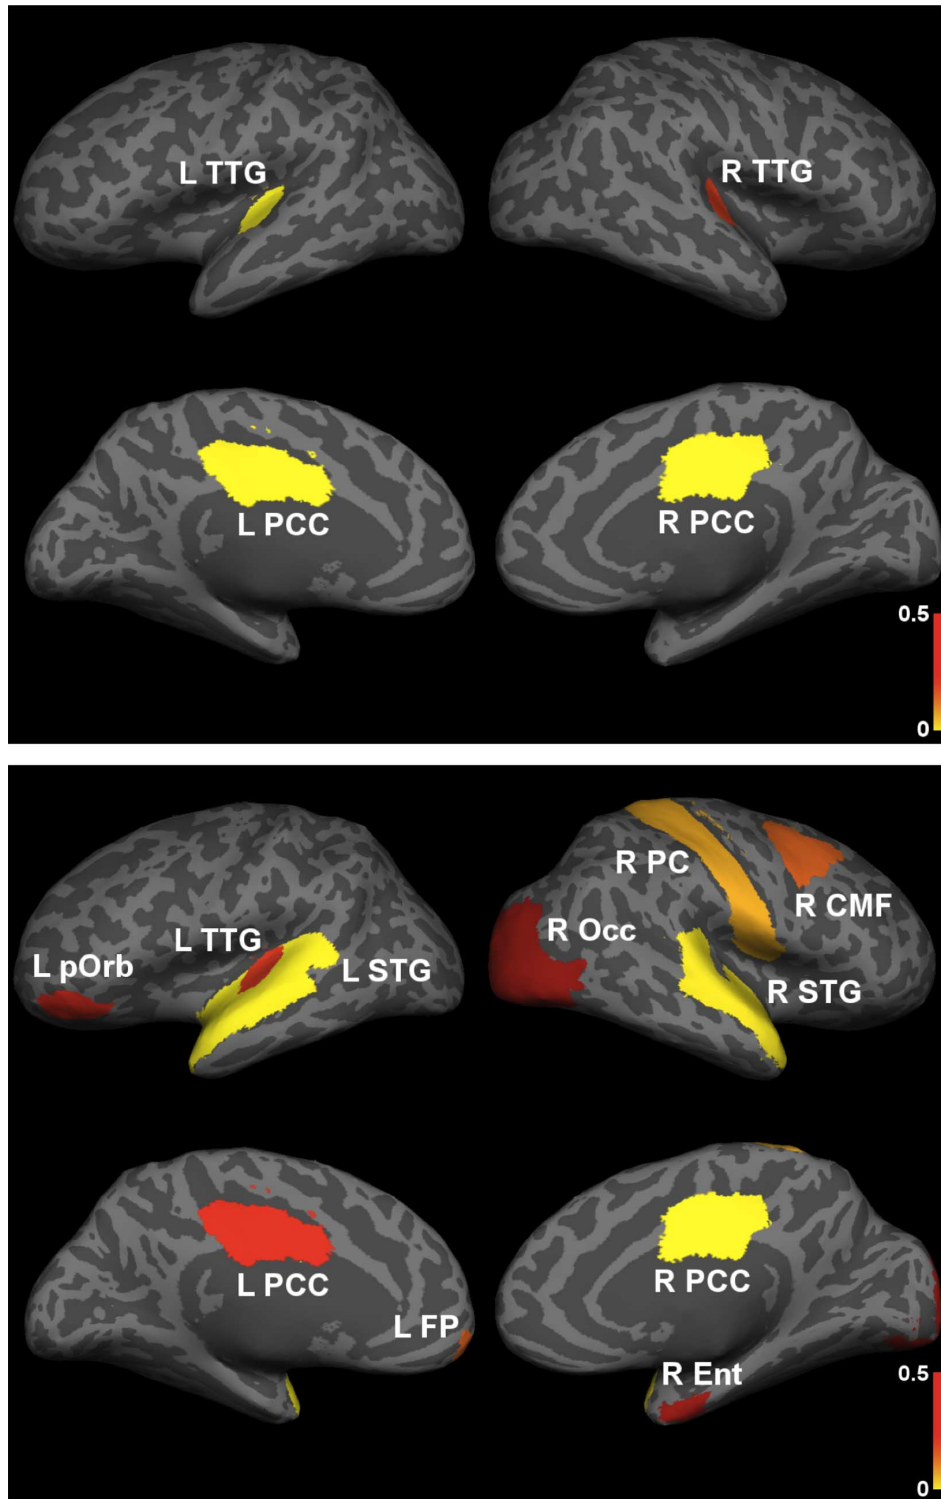 L TTG
R TTG
L PCC
R PCC
0.5
0
R PC
R CMF
L TTG
R Occ
L pOrb
L STG
R STG
L PCC
R PCC
L FP
R Ent
0.5
0